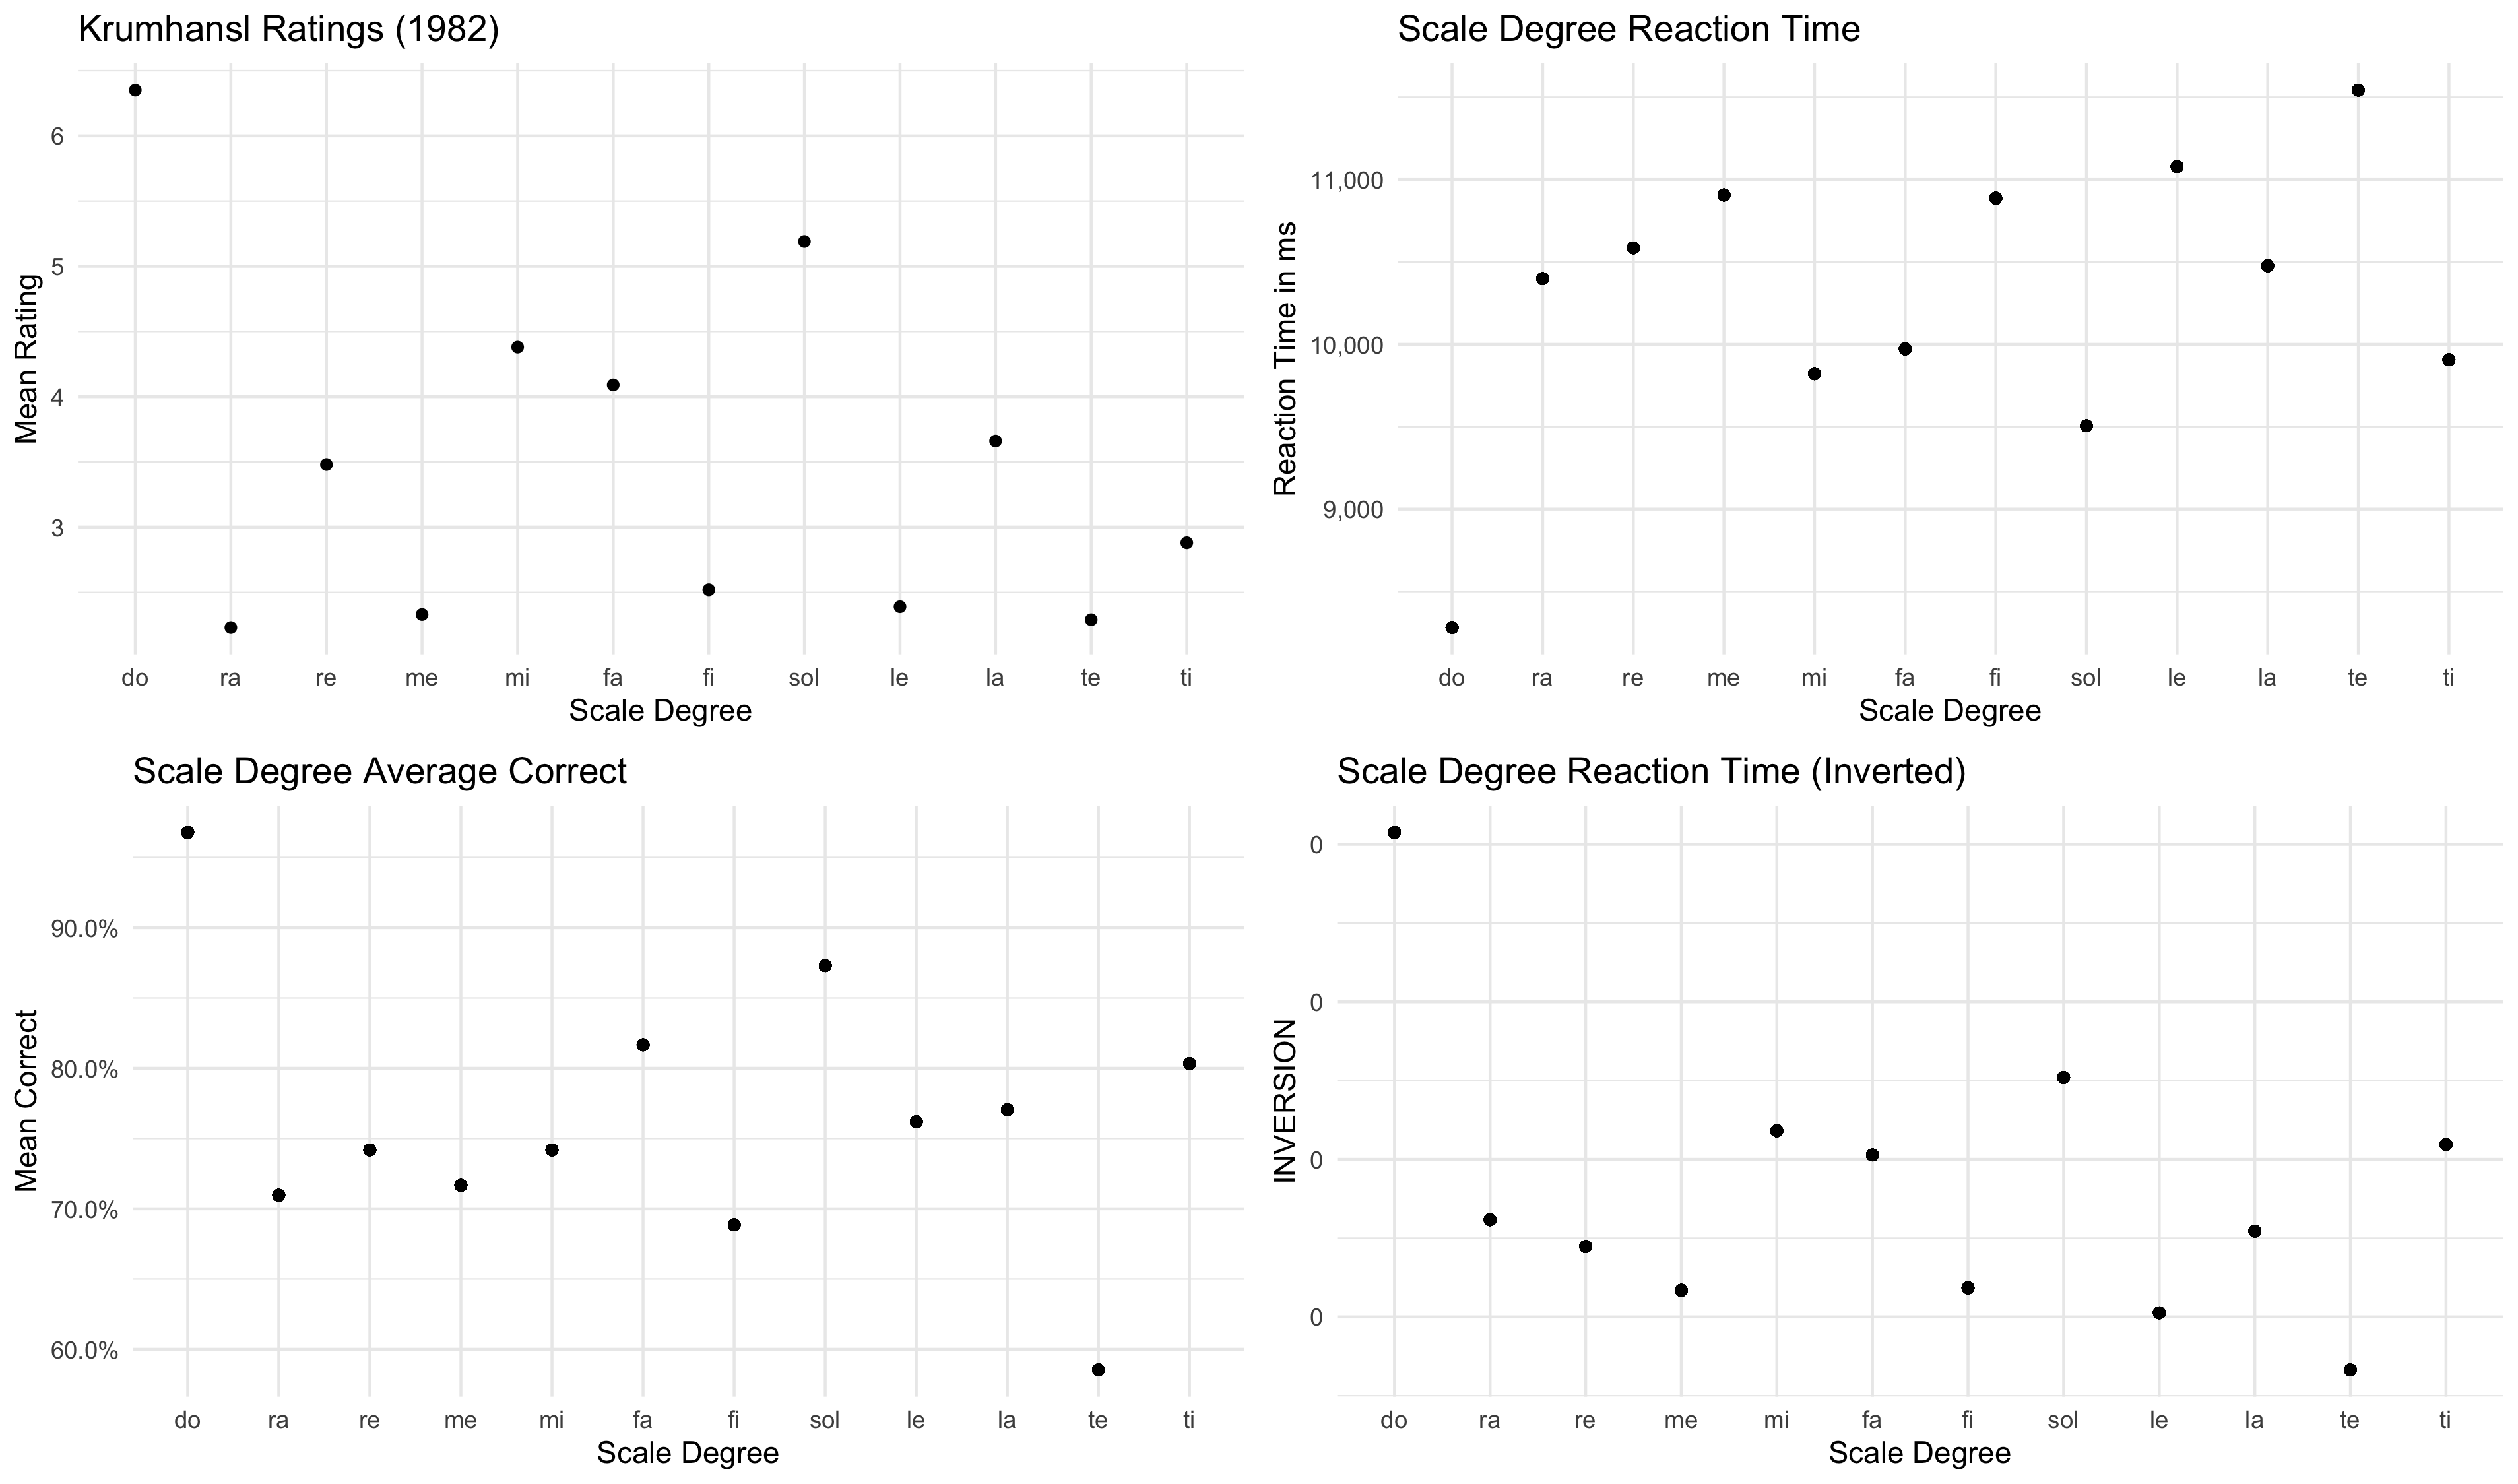 Krumhansl Ratings (1982)
Mean Rating
6
5
4
3
do ra re me mi fa fi sol le la te ti
Scale Degree
Scale Degree Reaction Time
Reaction Time in ms
11,000
10,000
9,000
do ra re me mi fa fi sol le la te ti
Scale Degree
Scale Degree Average Correct
Mean Correct
90.0%
80.0%
70.0%
60.0%
do ra re me mi fa fi sol le la te ti
Scale Degree
Scale Degree Reaction Time (Inverted)
INVERSION
0
0
0
0
do ra re me mi fa fi sol le la te ti
Scale Degree